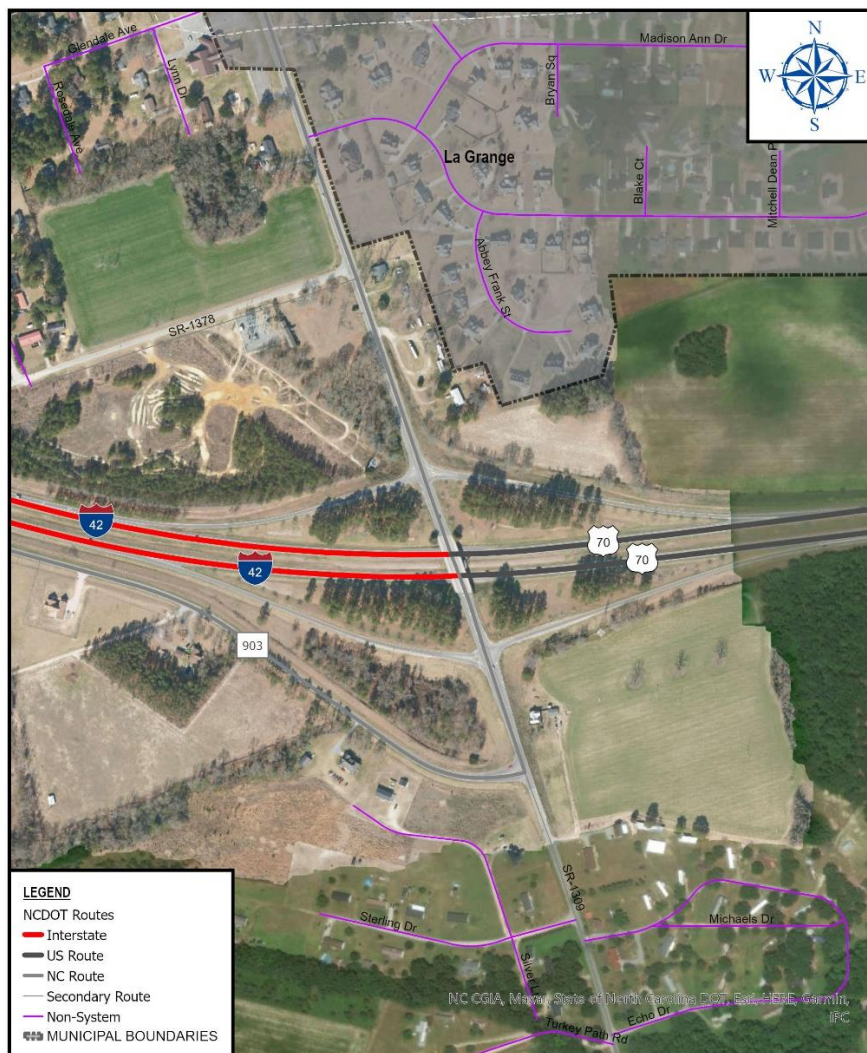 Glendale Ave
Madison Ann Dr
N
W E
S
Lynn Dr
Bryan Sq
Rosedale Ave
La Grange
Blake Ct
Mitchell Dean P
Abbey Frank St
SR-1378
42
70
42
70
903
SR-1309
Sterling Dr
Michaels Dr
Silver Ln
Echo Dr
Turkey Path Rd
NC CGIA, Maxar, State of North Carolina DOT, Esri, HERE, Garmin,
IPC
LEGEND
NCDOT Routes
Interstate
US Route
NC Route
Secondary Route
Non-System
MUNICIPAL BOUNDARIES